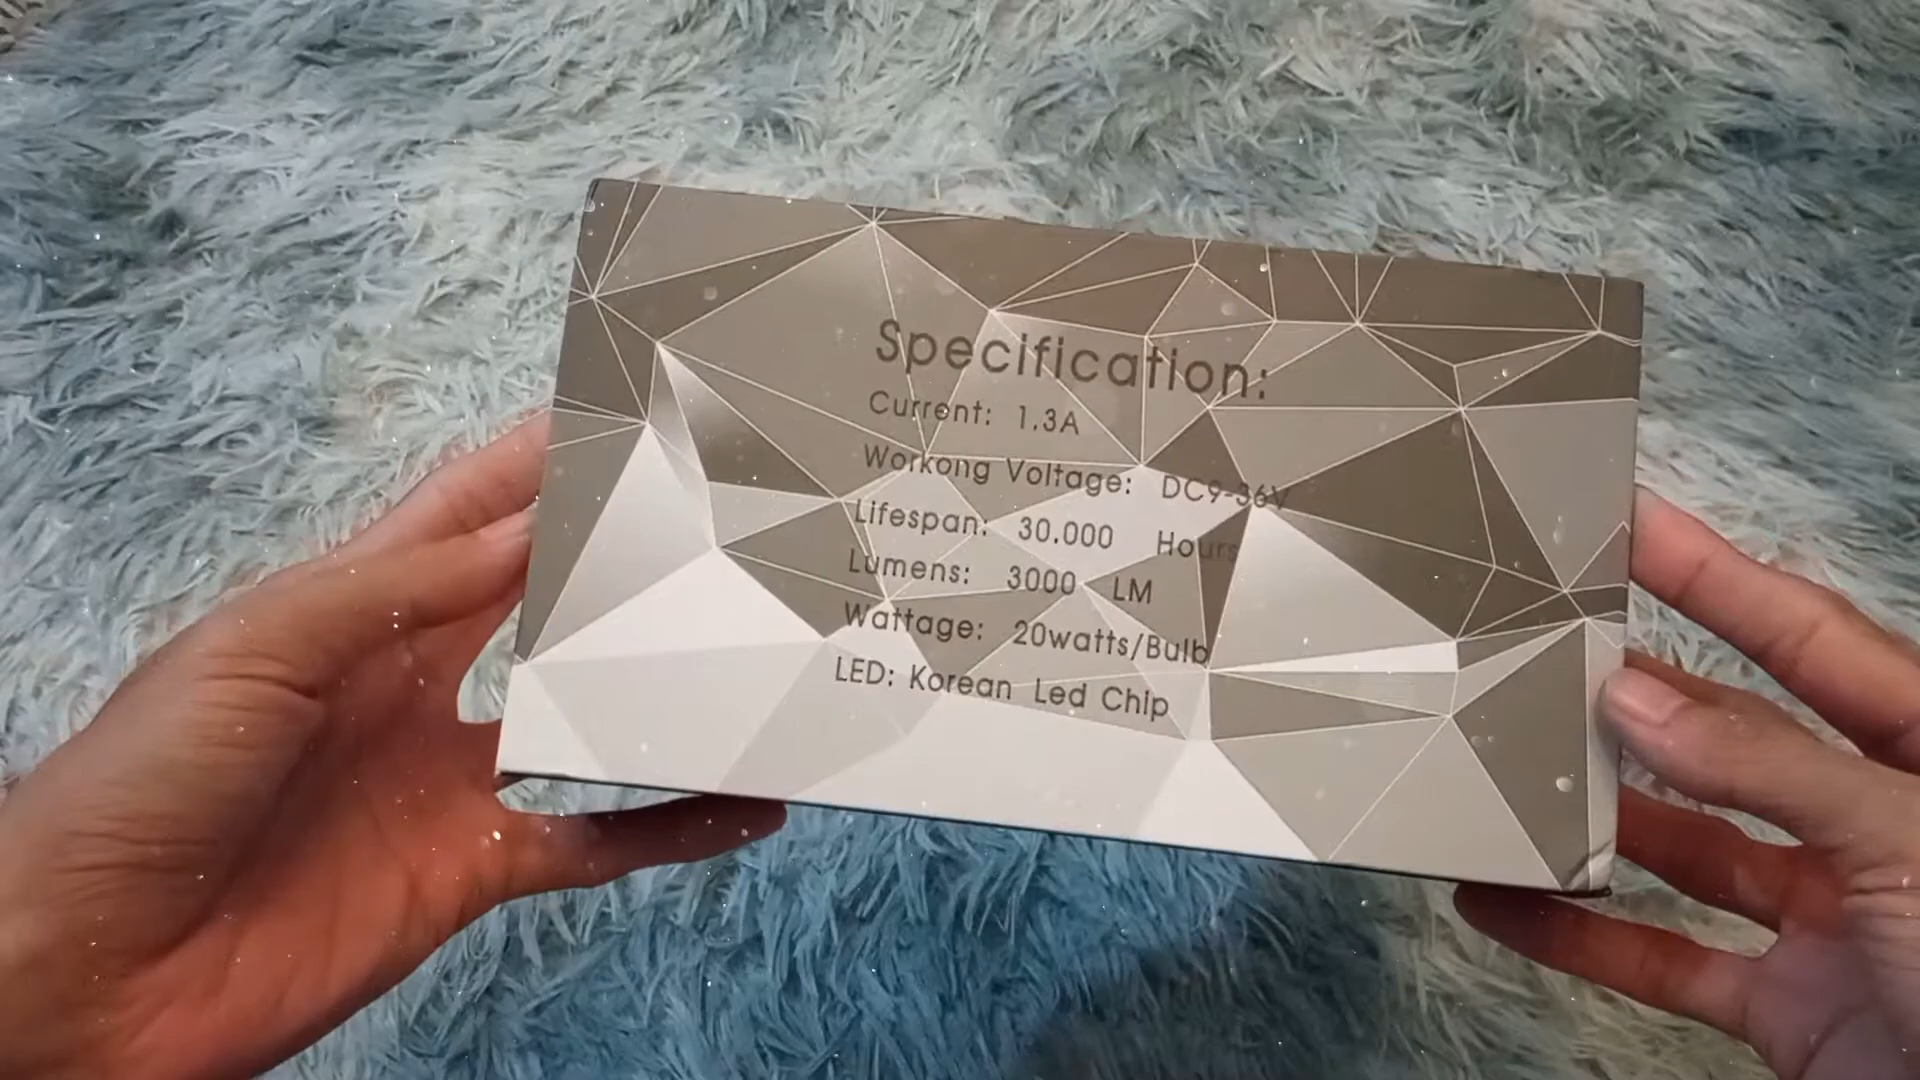 Specification:
Current: 1.3A
Workong Voltage: DC9-36V
Lifespan: 30.000 Hours
Lumens: 3000 LM
Wattage: 20watts/Bulb
LED: Korean Led Chip